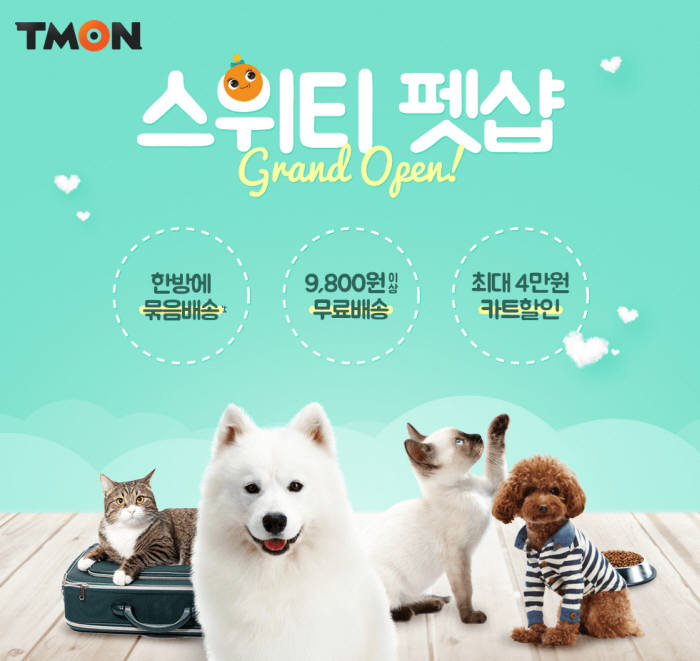 TMON
스위티 펫샵
Grand Open!
한방에
묶음배송
9,800원 이상
무료배송
최대 4만원
카트할인